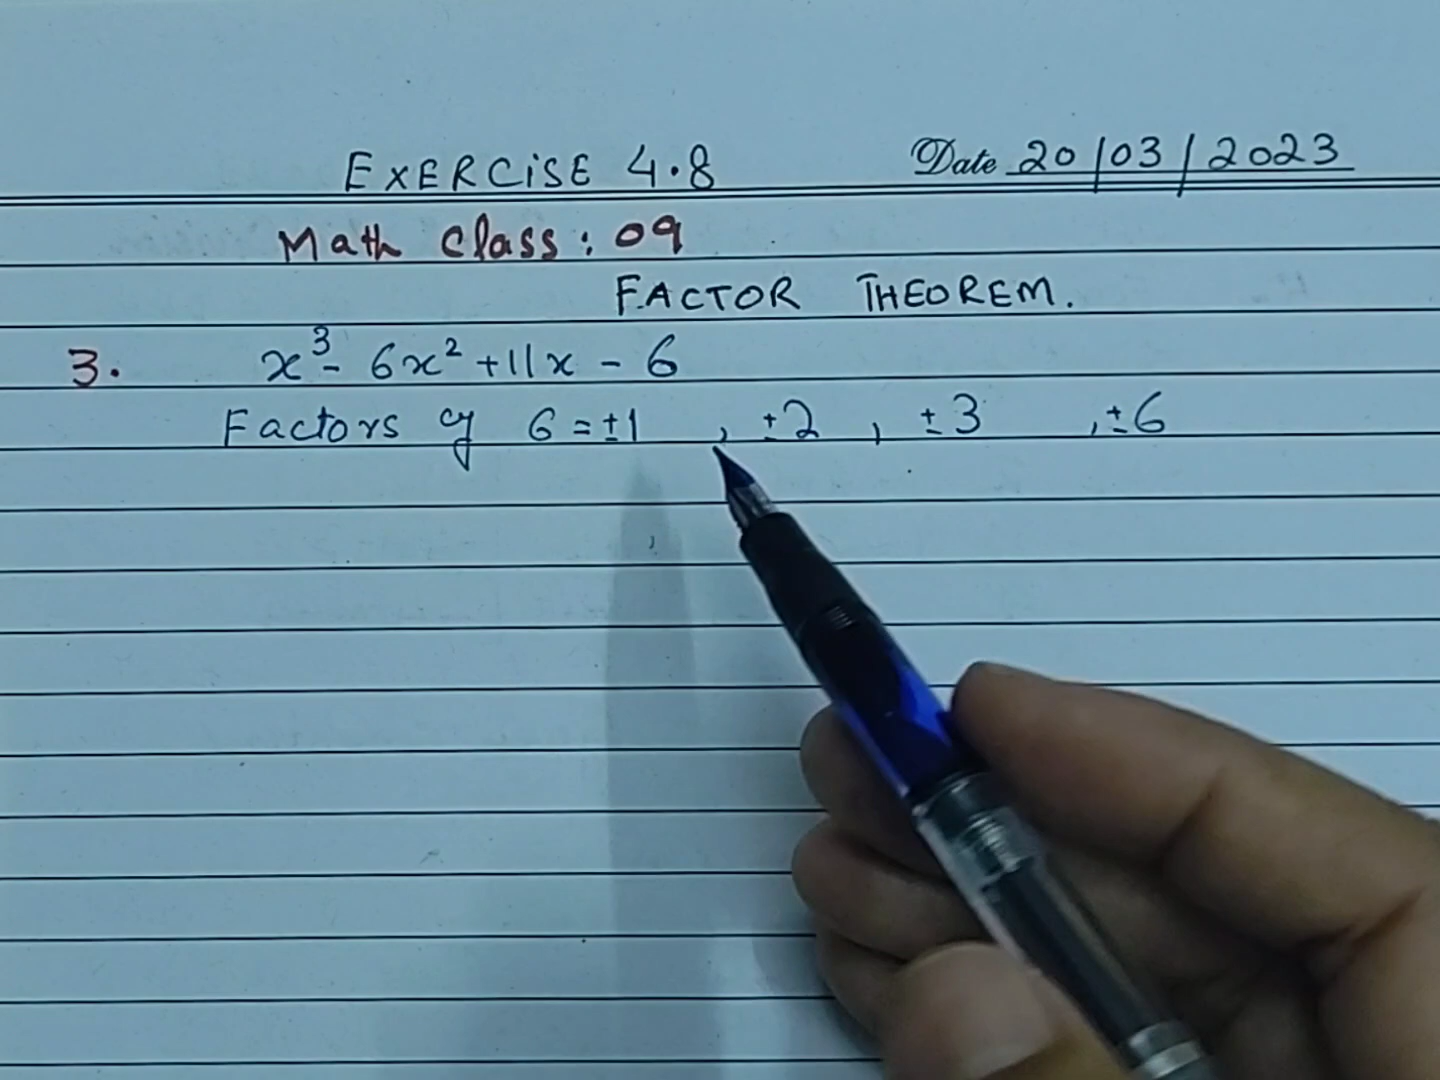 EXERCiSE 4.8 Date 20/03/2023
Math Class: 09
FACTOR THEOREM.
3. x³- 6x² +11x - 6
Factors of 6 = ±1 , ±2 , ±3 , ±6